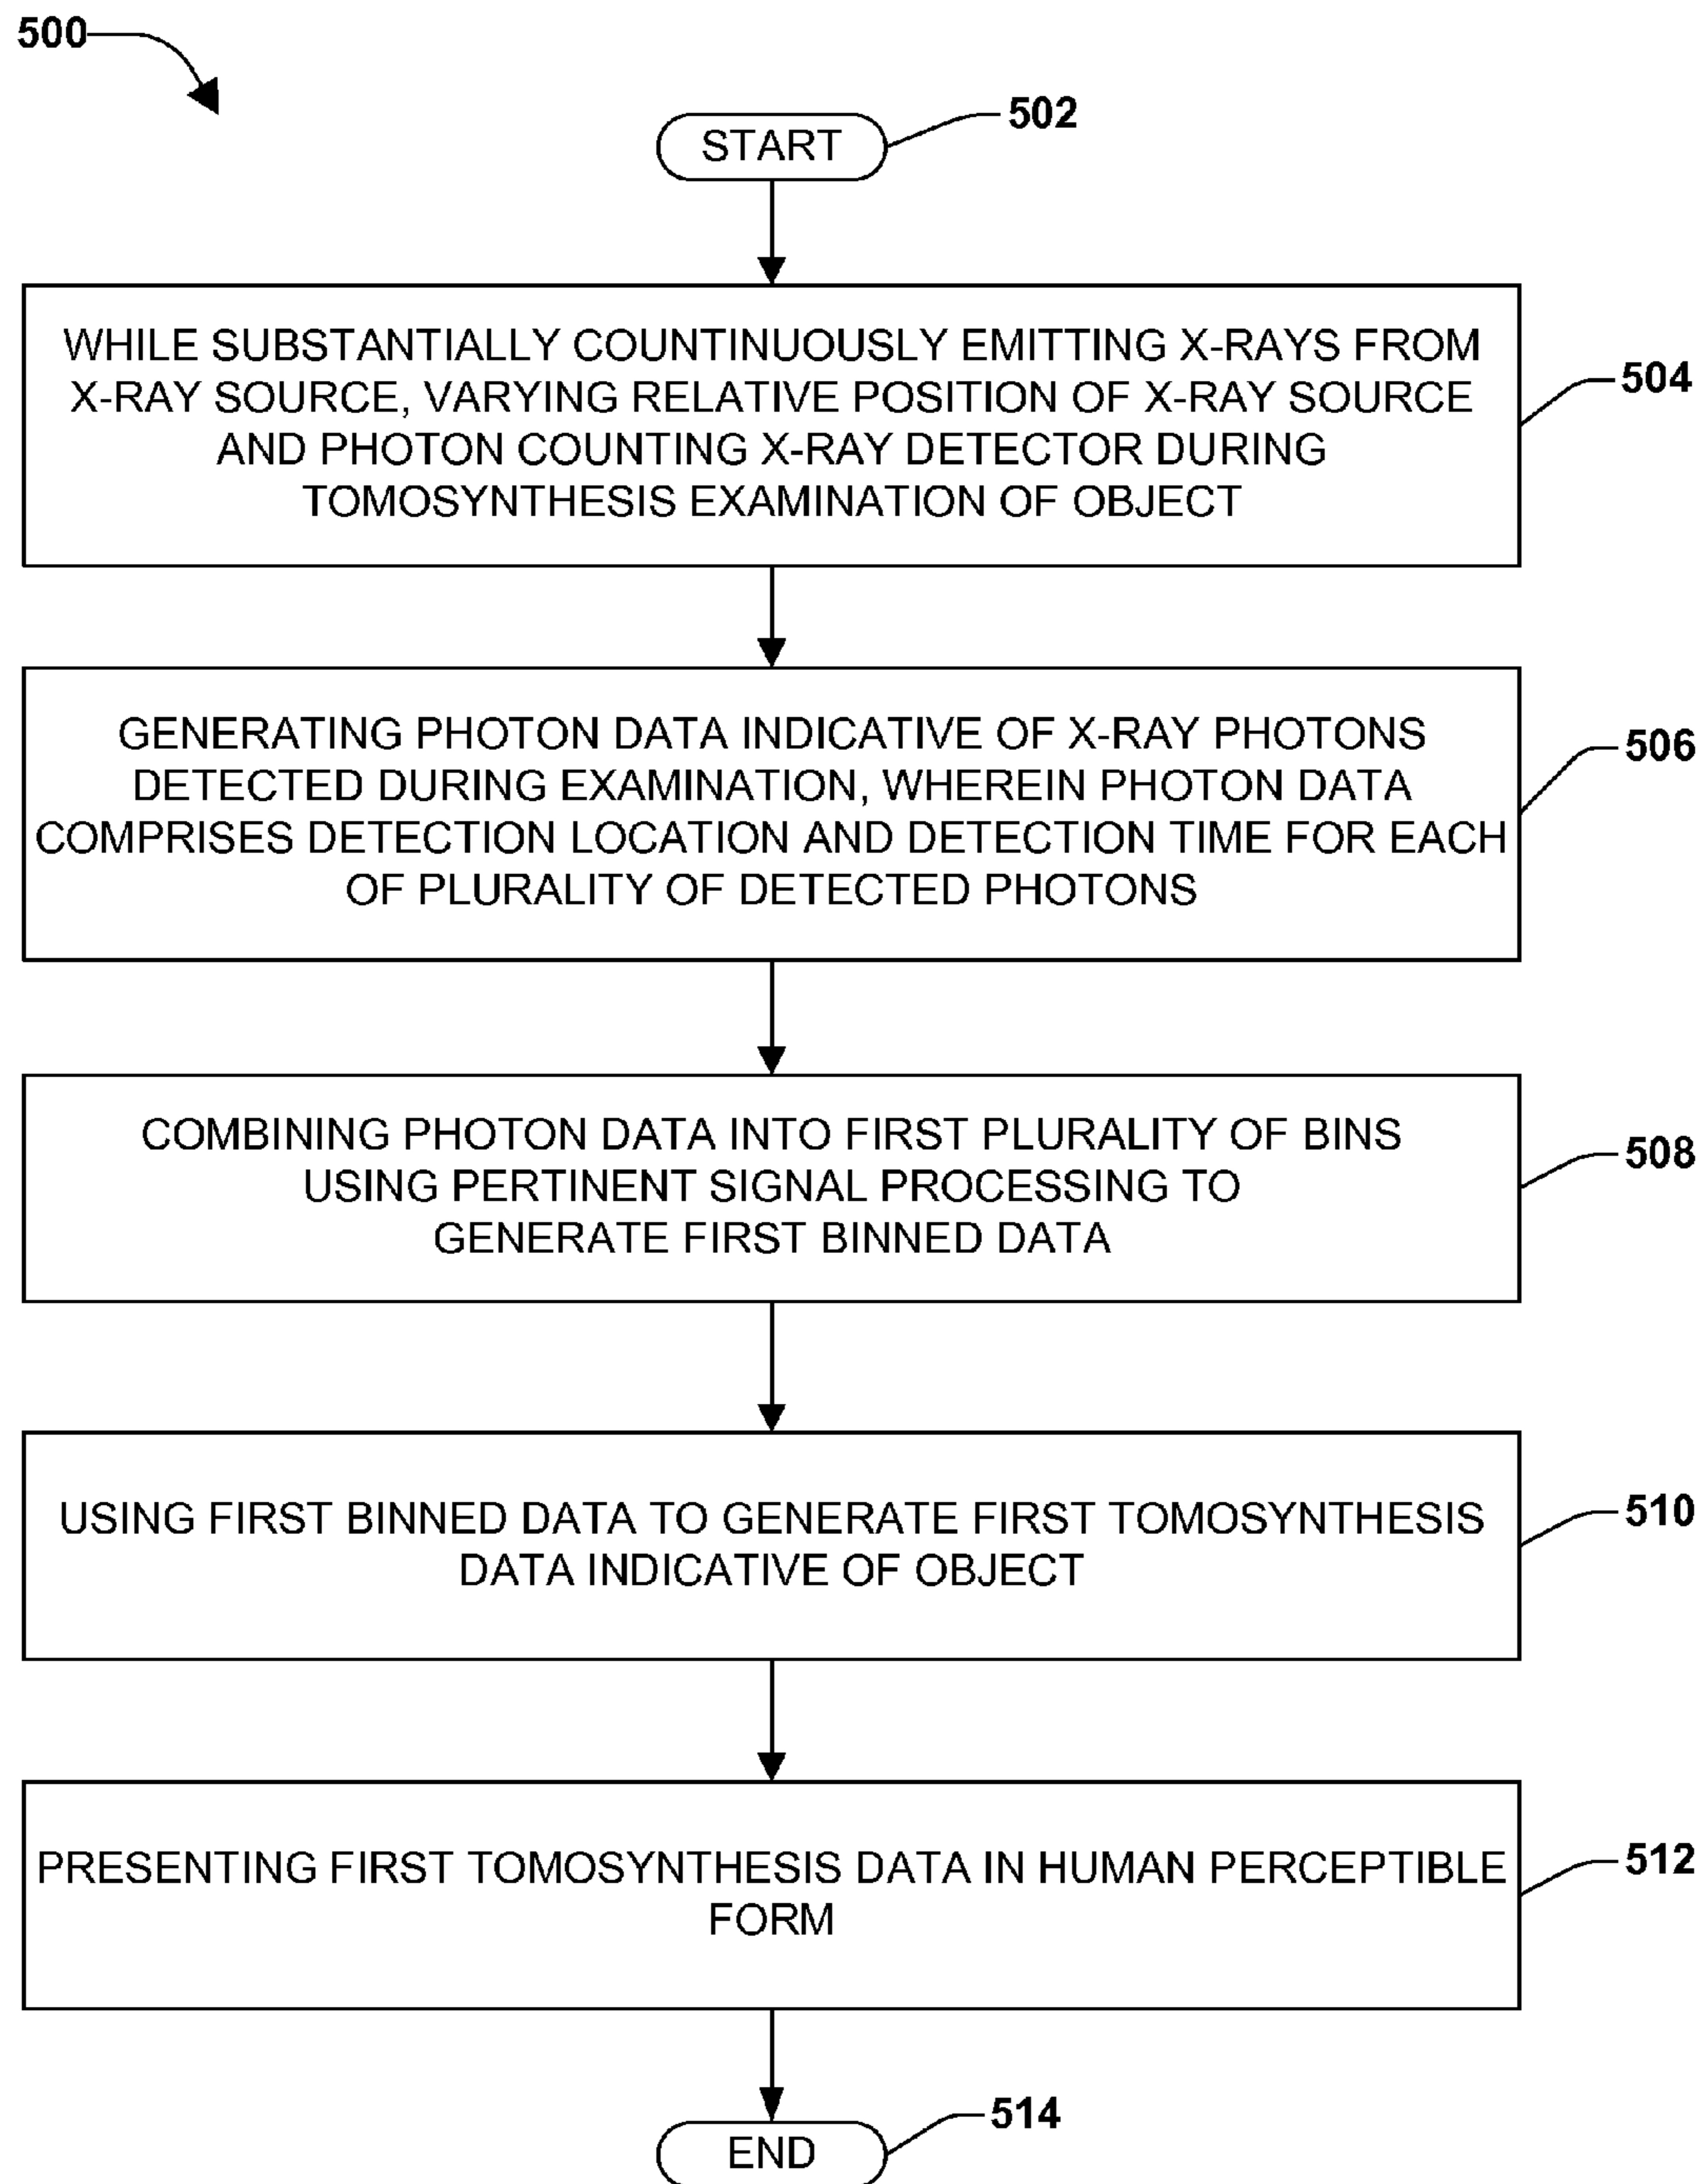 500
START
502
WHILE SUBSTANTIALLY COUNTINUOUSLY EMITTING X-RAYS FROM
X-RAY SOURCE, VARYING RELATIVE POSITION OF X-RAY SOURCE
AND PHOTON COUNTING X-RAY DETECTOR DURING
TOMOSYNTHESIS EXAMINATION OF OBJECT
504
GENERATING PHOTON DATA INDICATIVE OF X-RAY PHOTONS
DETECTED DURING EXAMINATION, WHEREIN PHOTON DATA
COMPRISES DETECTION LOCATION AND DETECTION TIME FOR EACH
OF PLURALITY OF DETECTED PHOTONS
506
COMBINING PHOTON DATA INTO FIRST PLURALITY OF BINS
USING PERTINENT SIGNAL PROCESSING TO
GENERATE FIRST BINNED DATA
508
USING FIRST BINNED DATA TO GENERATE FIRST TOMOSYNTHESIS
DATA INDICATIVE OF OBJECT
510
PRESENTING FIRST TOMOSYNTHESIS DATA IN HUMAN PERCEPTIBLE
FORM
512
END
514